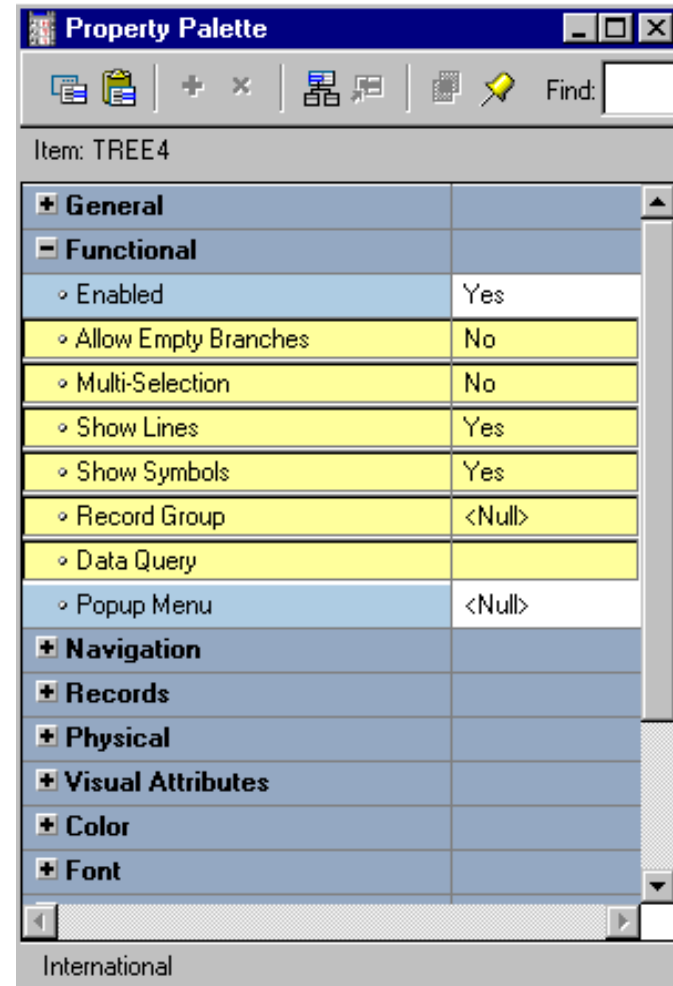 Property Palette
Find:
Item: TREE4
General
Functional
Enabled Yes
Allow Empty Branches No
Multi-Selection No
Show Lines Yes
Show Symbols Yes
Record Group <Null>
Data Query
Popup Menu <Null>
Navigation
Records
Physical
Visual Attributes
Color
Font
International